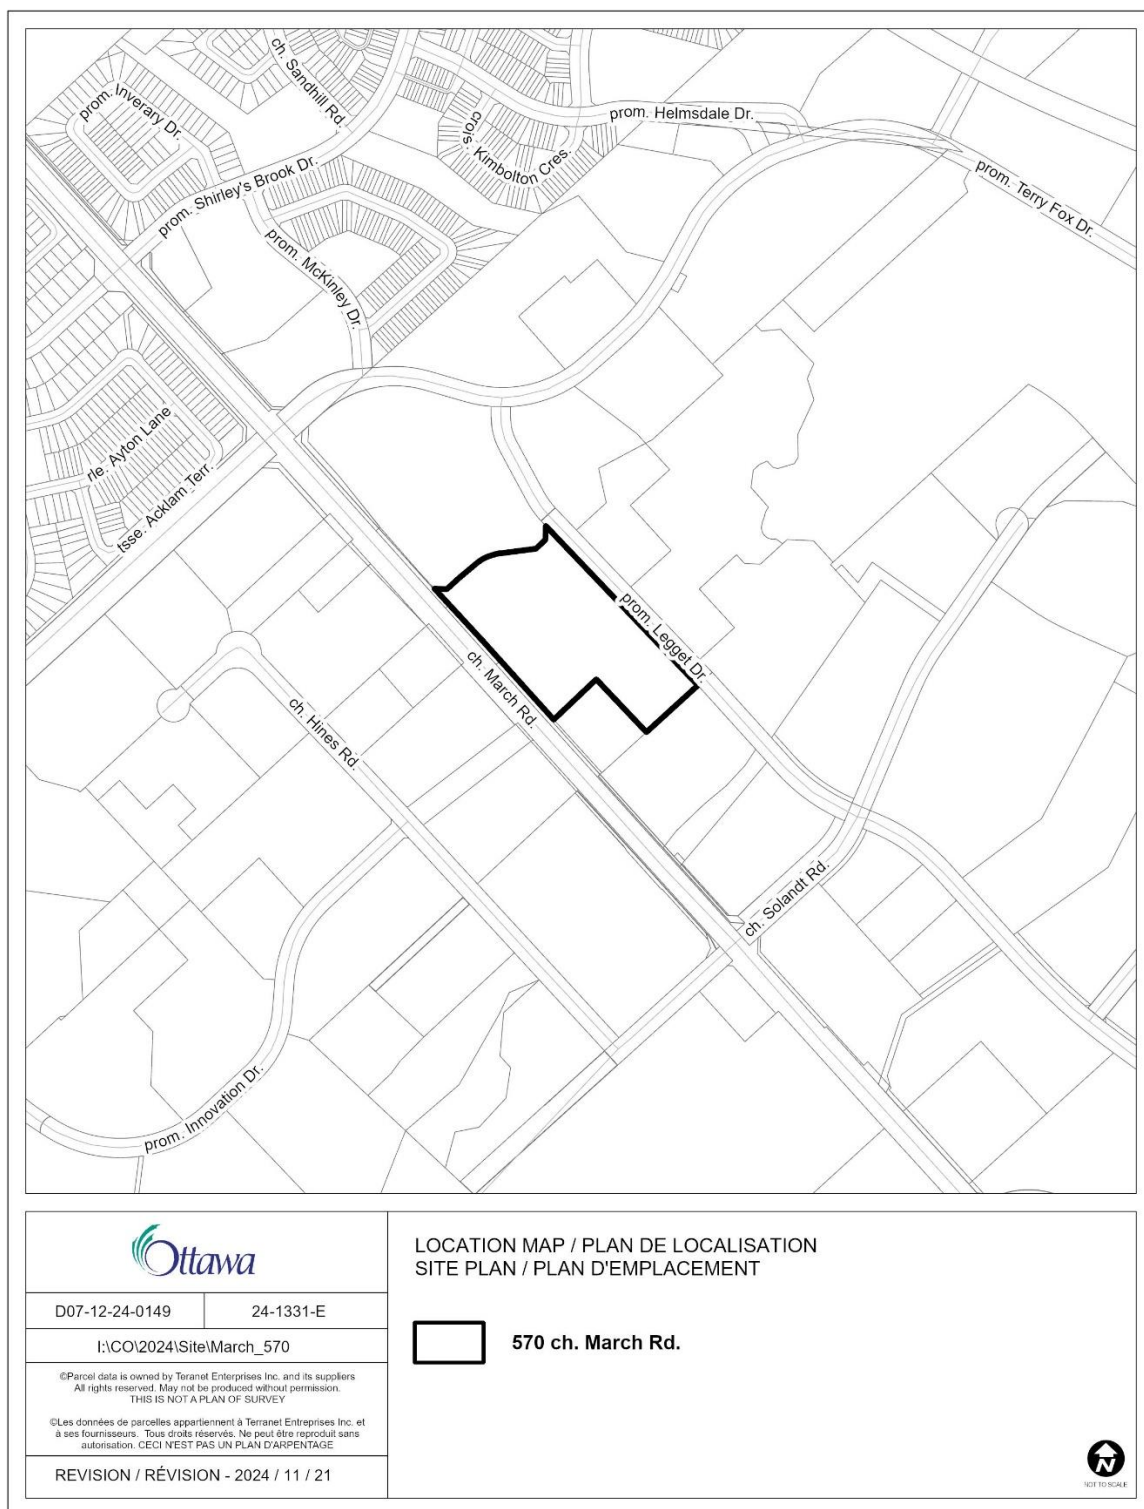 ch. Sandhill Rd.
prom. Inverary Dr.
prom. Helmsdale Dr.
crois. Kimbolton Cres.
prom. Shirley's Brook Dr.
prom. Terry Fox Dr.
prom. McKinley Dr.
rle. Ayton Lane
tsse. Acklam Terr.
prom. Legget Dr.
ch. March Rd.
ch. Hines Rd.
ch. Solandt Rd.
prom. Innovation Dr.
Ottawa
LOCATION MAP / PLAN DE LOCALISATION
SITE PLAN / PLAN D'EMPLACEMENT
D07-12-24-0149
24-1331-E
I:\CO\2024\Site\March_570
570 ch. March Rd.
©Parcel data is owned by Teranet Enterprises Inc. and its suppliers
All rights reserved. May not be produced without permission.
THIS IS NOT A PLAN OF SURVEY
©Les données de parcelles appartiennent à Terranet Entreprises Inc. et
à ses fournisseurs. Tous droits réservés. Ne peut être reproduit sans
autorisation. CECI N'EST PAS UN PLAN D'ARPENTAGE
REVISION / RÉVISION - 2024 / 11 / 21
N
NOT TO SCALE